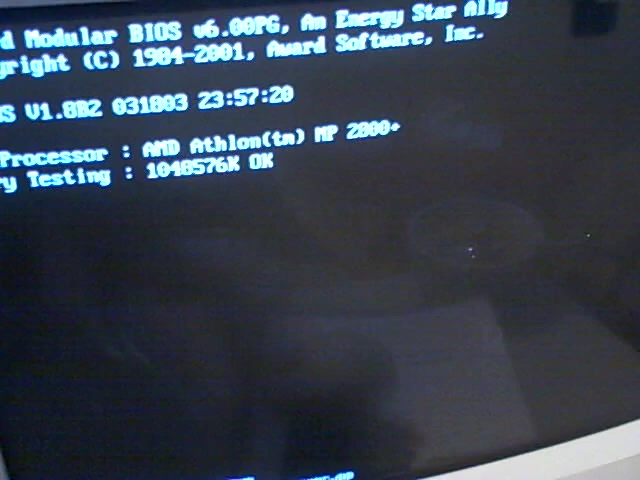 d Modular BIOS v6.00PG, An Energy Star Ally
yright (C) 1984-2001, Award Software, Inc.
S V1.8B2 031803 23:57:20
Processor : AMD Athlon(tm) MP 2800+
ry Testing : 1048576K OK